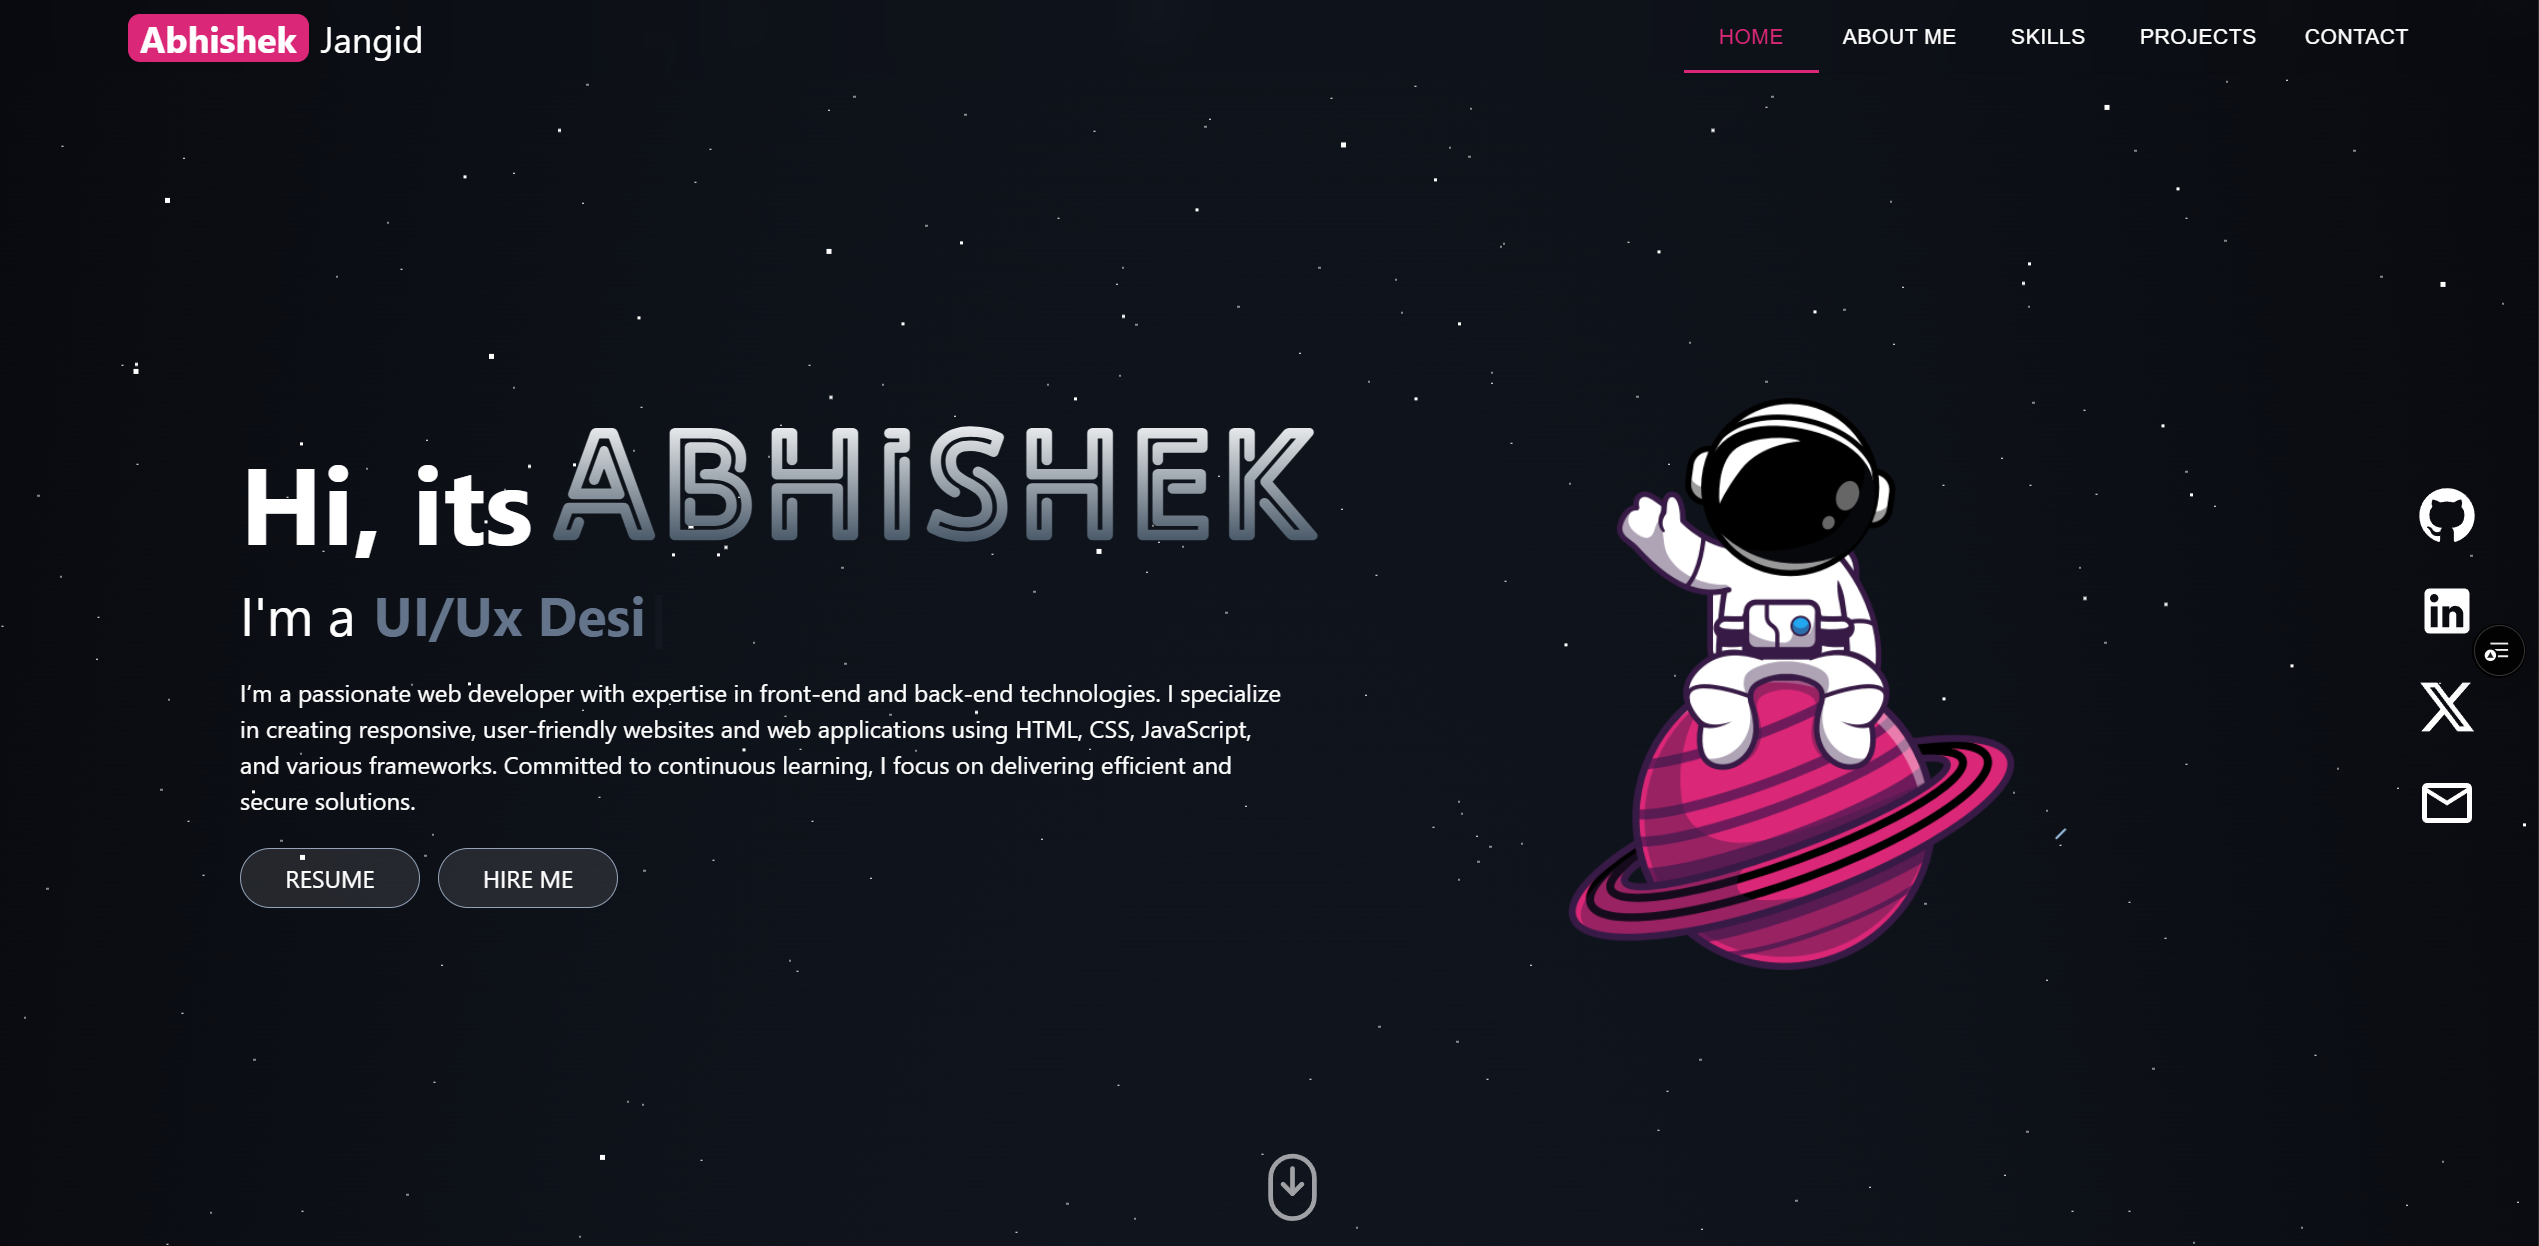 Abhishek Jangid
HOME ABOUT ME SKILLS PROJECTS CONTACT
Hi, its ABHiSHEK
I'm a UI/Ux Desi
I’m a passionate web developer with expertise in front-end and back-end technologies. I specialize
in creating responsive, user-friendly websites and web applications using HTML, CSS, JavaScript,
and various frameworks. Committed to continuous learning, I focus on delivering efficient and
secure solutions.
RESUME HIRE ME